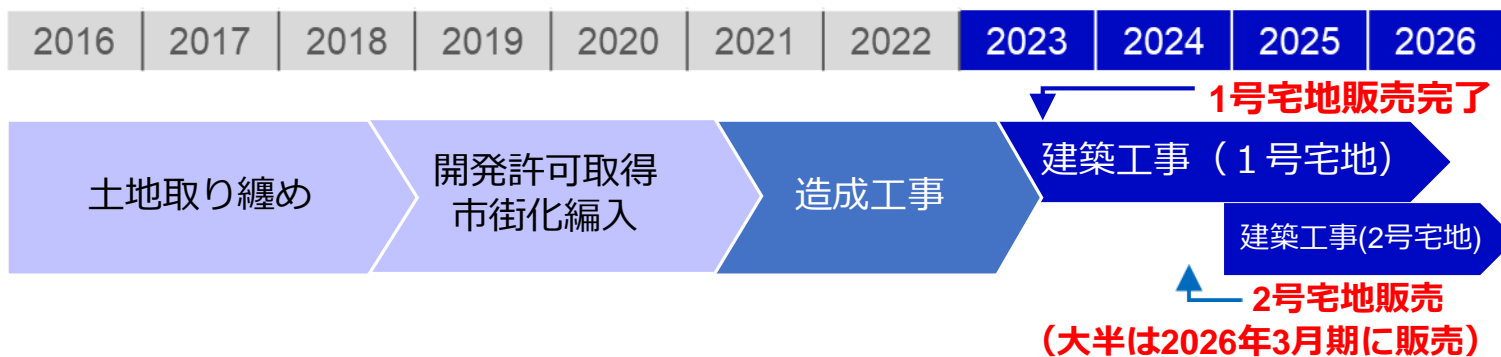 2016 2017 2018 2019 2020 2021 2022 2023 2024 2025 2026
1号宅地販売完了
土地取り纏め
開発許可取得
市街化編入
造成工事
建築工事（１号宅地）
建築工事(2号宅地)
2号宅地販売
（大半は2026年3月期に販売）